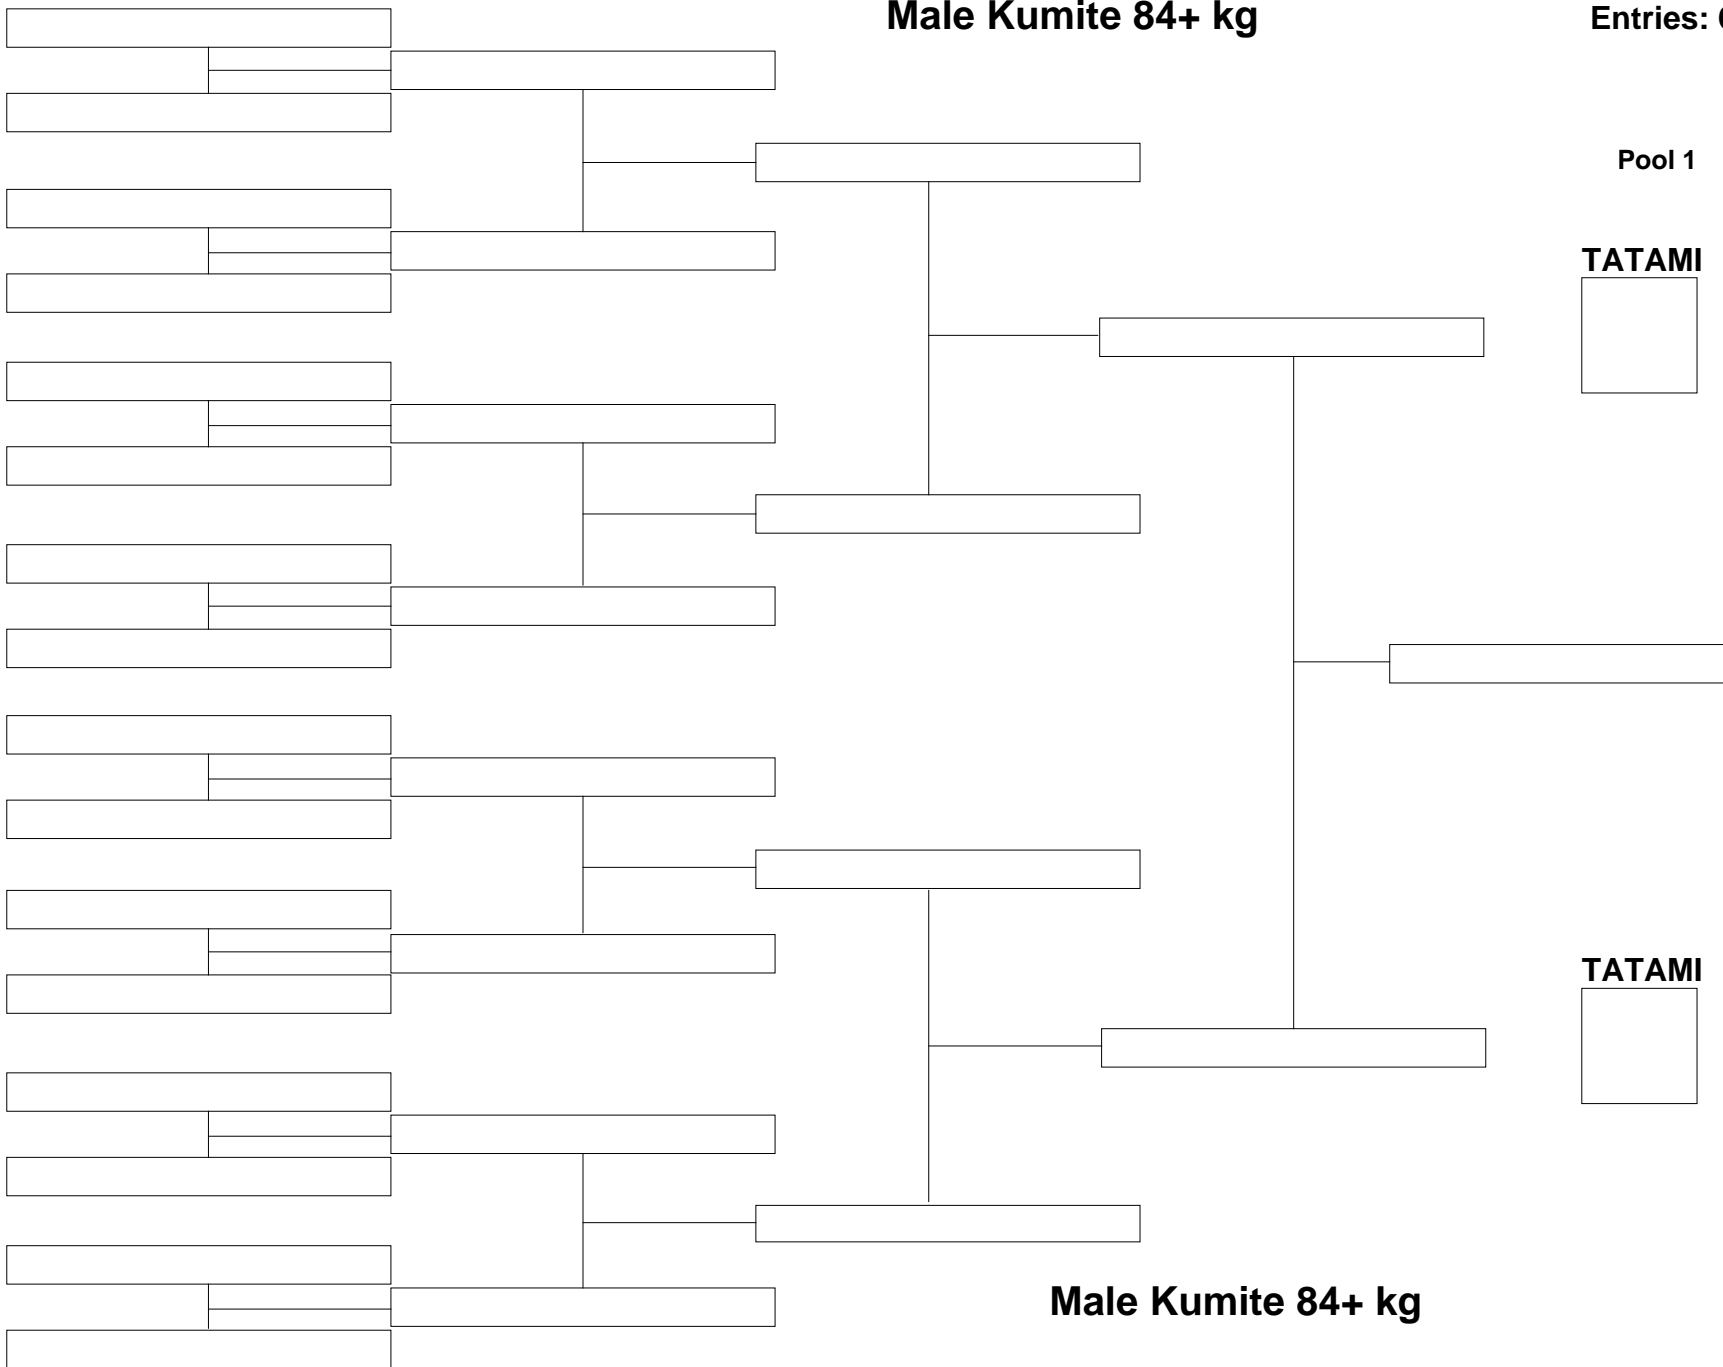 Male Kumite 84+ kg
Entries:
Pool 1
TATAMI
TATAMI
Male Kumite 84+ kg